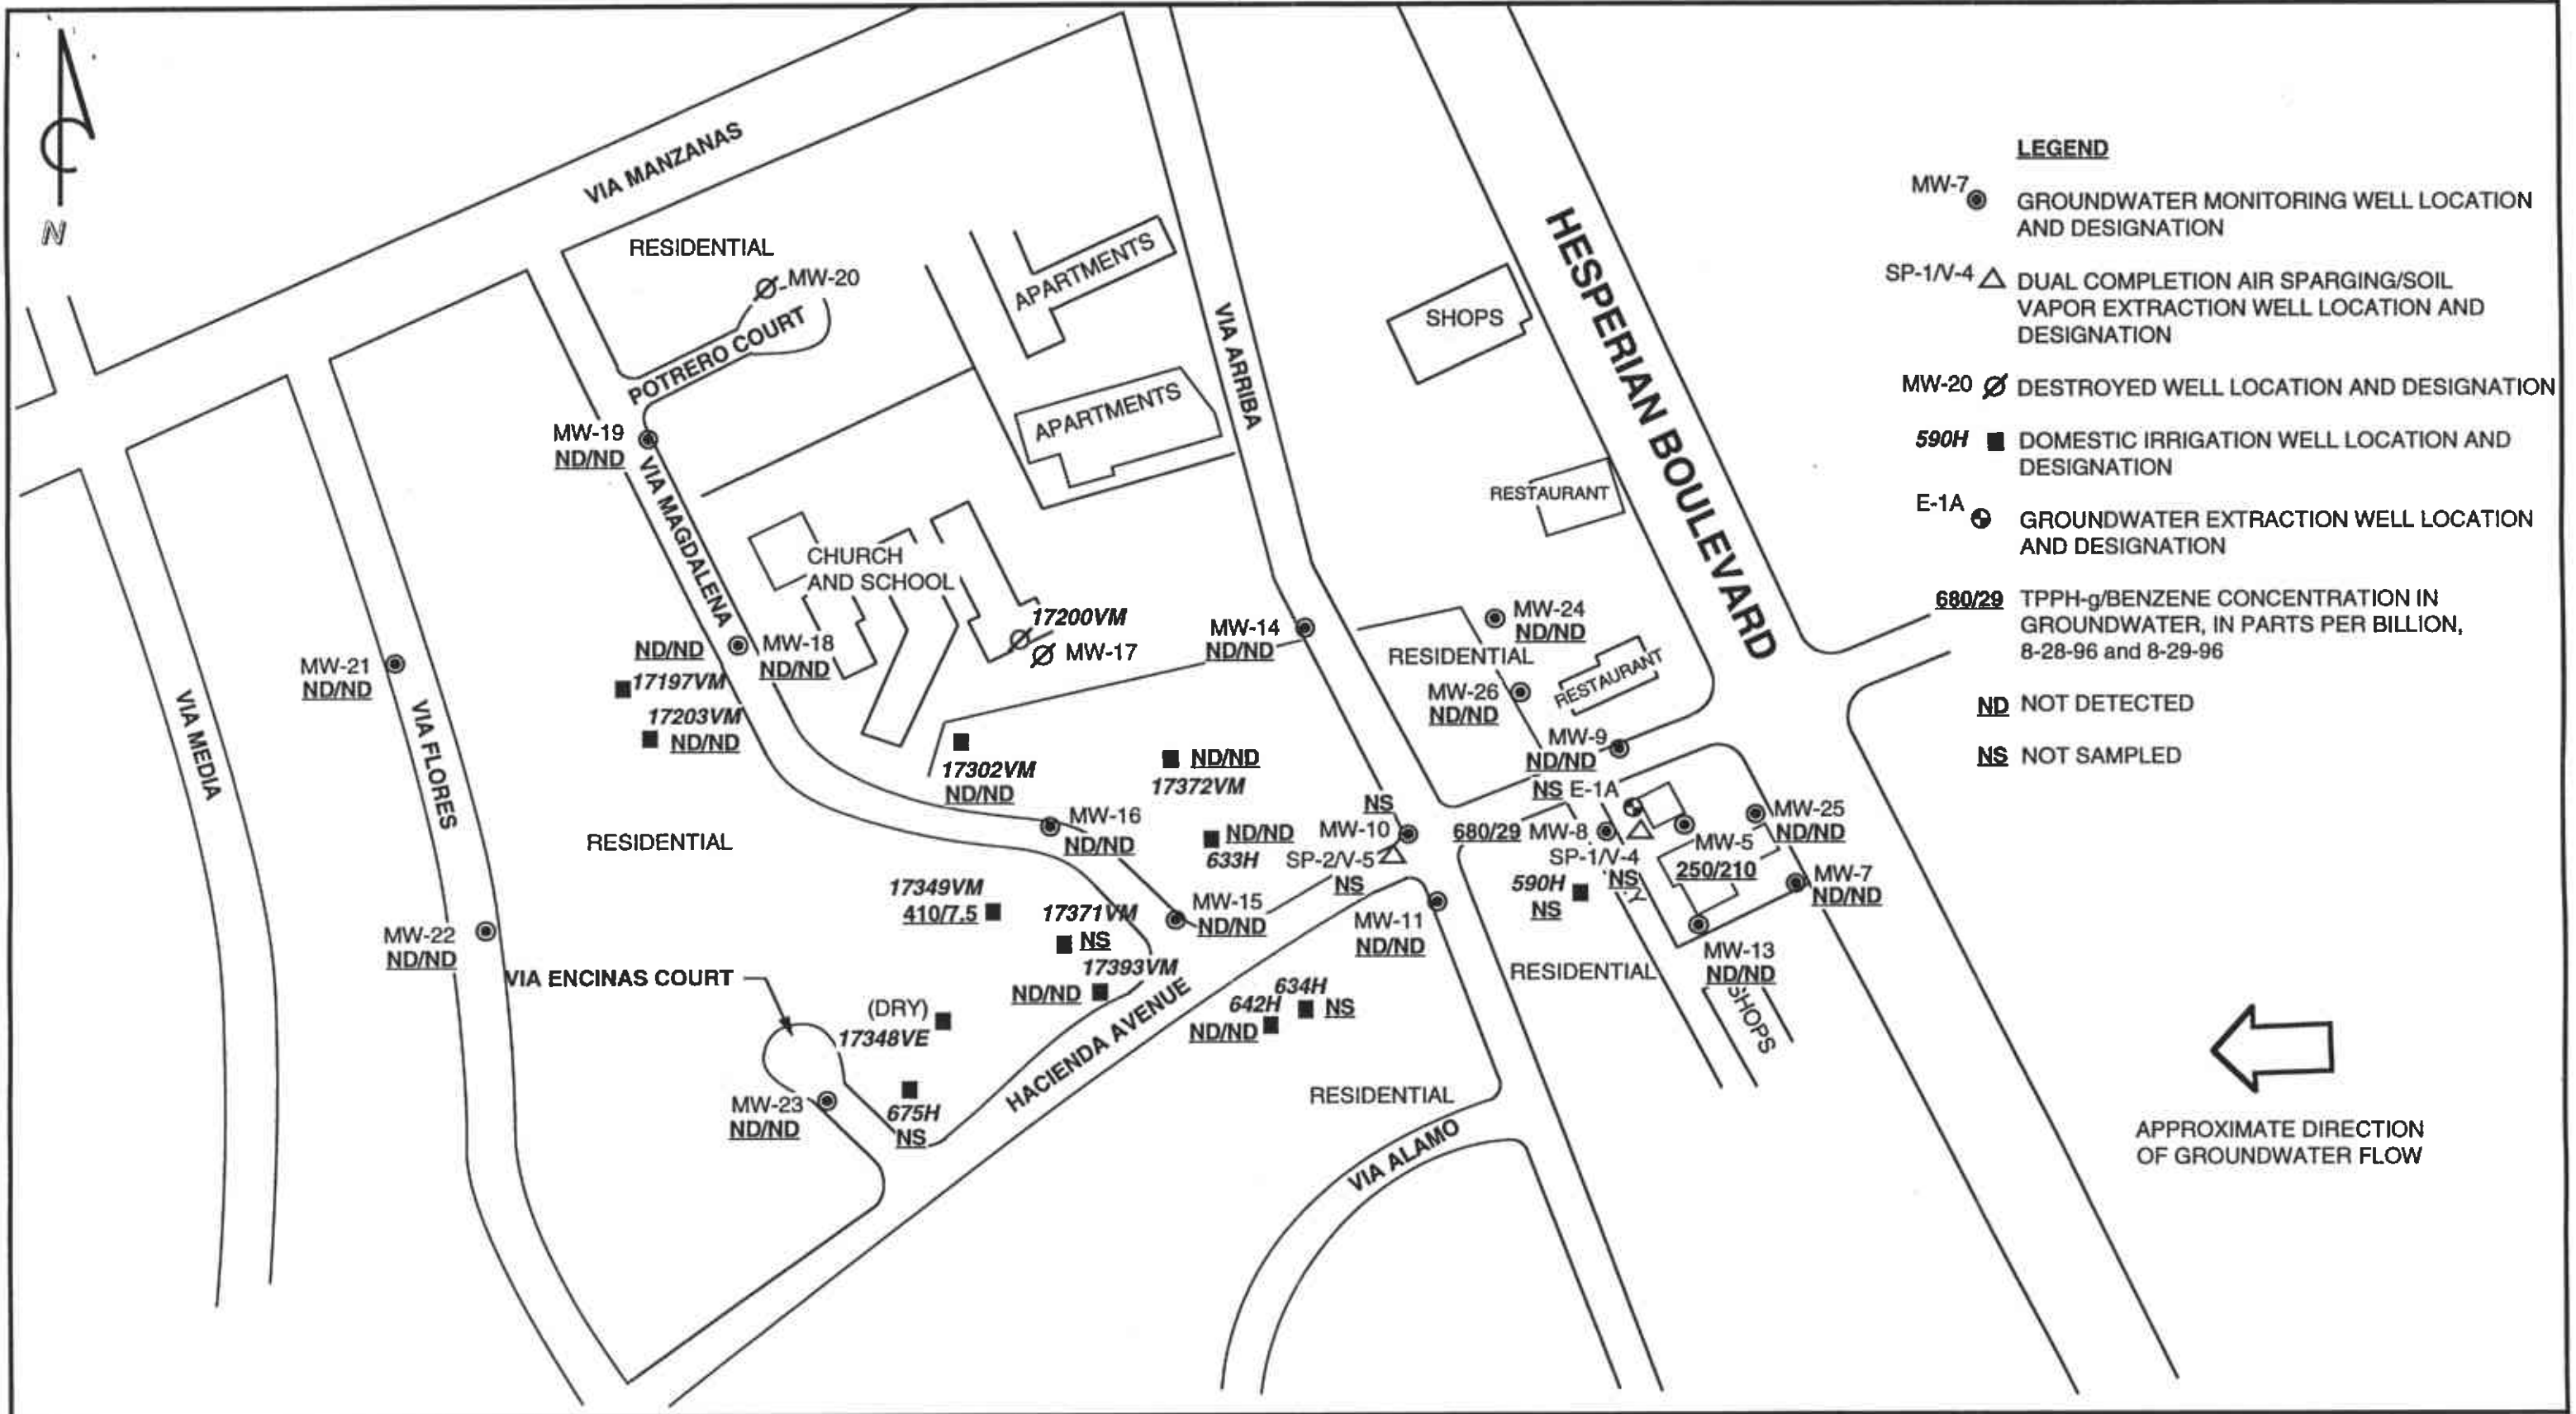 N
VIA MANZANAS
RESIDENTIAL
MW-20
POTRERO COURT
APARTMENTS
APARTMENTS
VIA ARRIBA
SHOPS
HESPERIAN BOULEVARD
RESTAURANT
MW-19
ND/ND
VIA MAGDALENA
CHURCH
AND SCHOOL
17200VM
MW-17
MW-14
ND/ND
MW-24
ND/ND
RESIDENTIAL
RESTAURANT
MW-26
ND/ND
MW-9
ND/ND
NS E-1A
ND/ND
17197VM
MW-18
ND/ND
17203VM
ND/ND
MW-21
ND/ND
VIA MEDIA
VIA FLORES
17302VM
ND/ND
ND/ND
17372VM
MW-16
ND/ND
ND/ND
633H
NS
MW-10
SP-2/V-5
NS
680/29 MW-8
SP-1/V-4
NS
MW-5
250/210
MW-25
ND/ND
MW-7
ND/ND
590H
NS
RESIDENTIAL
17349VM
410/7.5
17371VM
NS
MW-15
ND/ND
MW-11
ND/ND
MW-13
ND/ND
SHOPS
RESIDENTIAL
MW-22
ND/ND
VIA ENCINAS COURT
17393VM
ND/ND
(DRY)
17348VE
634H
NS
642H
ND/ND
HACIENDA AVENUE
MW-23
ND/ND
675H
NS
RESIDENTIAL
VIA ALAMO
LEGEND
MW-7
GROUNDWATER MONITORING WELL LOCATION
AND DESIGNATION
SP-1/V-4 DUAL COMPLETION AIR SPARGING/SOIL
VAPOR EXTRACTION WELL LOCATION AND
DESIGNATION
MW-20 DESTROYED WELL LOCATION AND DESIGNATION
590H DOMESTIC IRRIGATION WELL LOCATION AND
DESIGNATION
E-1A
GROUNDWATER EXTRACTION WELL LOCATION
AND DESIGNATION
680/29 TPPH-g/BENZENE CONCENTRATION IN
GROUNDWATER, IN PARTS PER BILLION,
8-28-96 and 8-29-96
ND NOT DETECTED
NS NOT SAMPLED
APPROXIMATE DIRECTION
OF GROUNDWATER FLOW